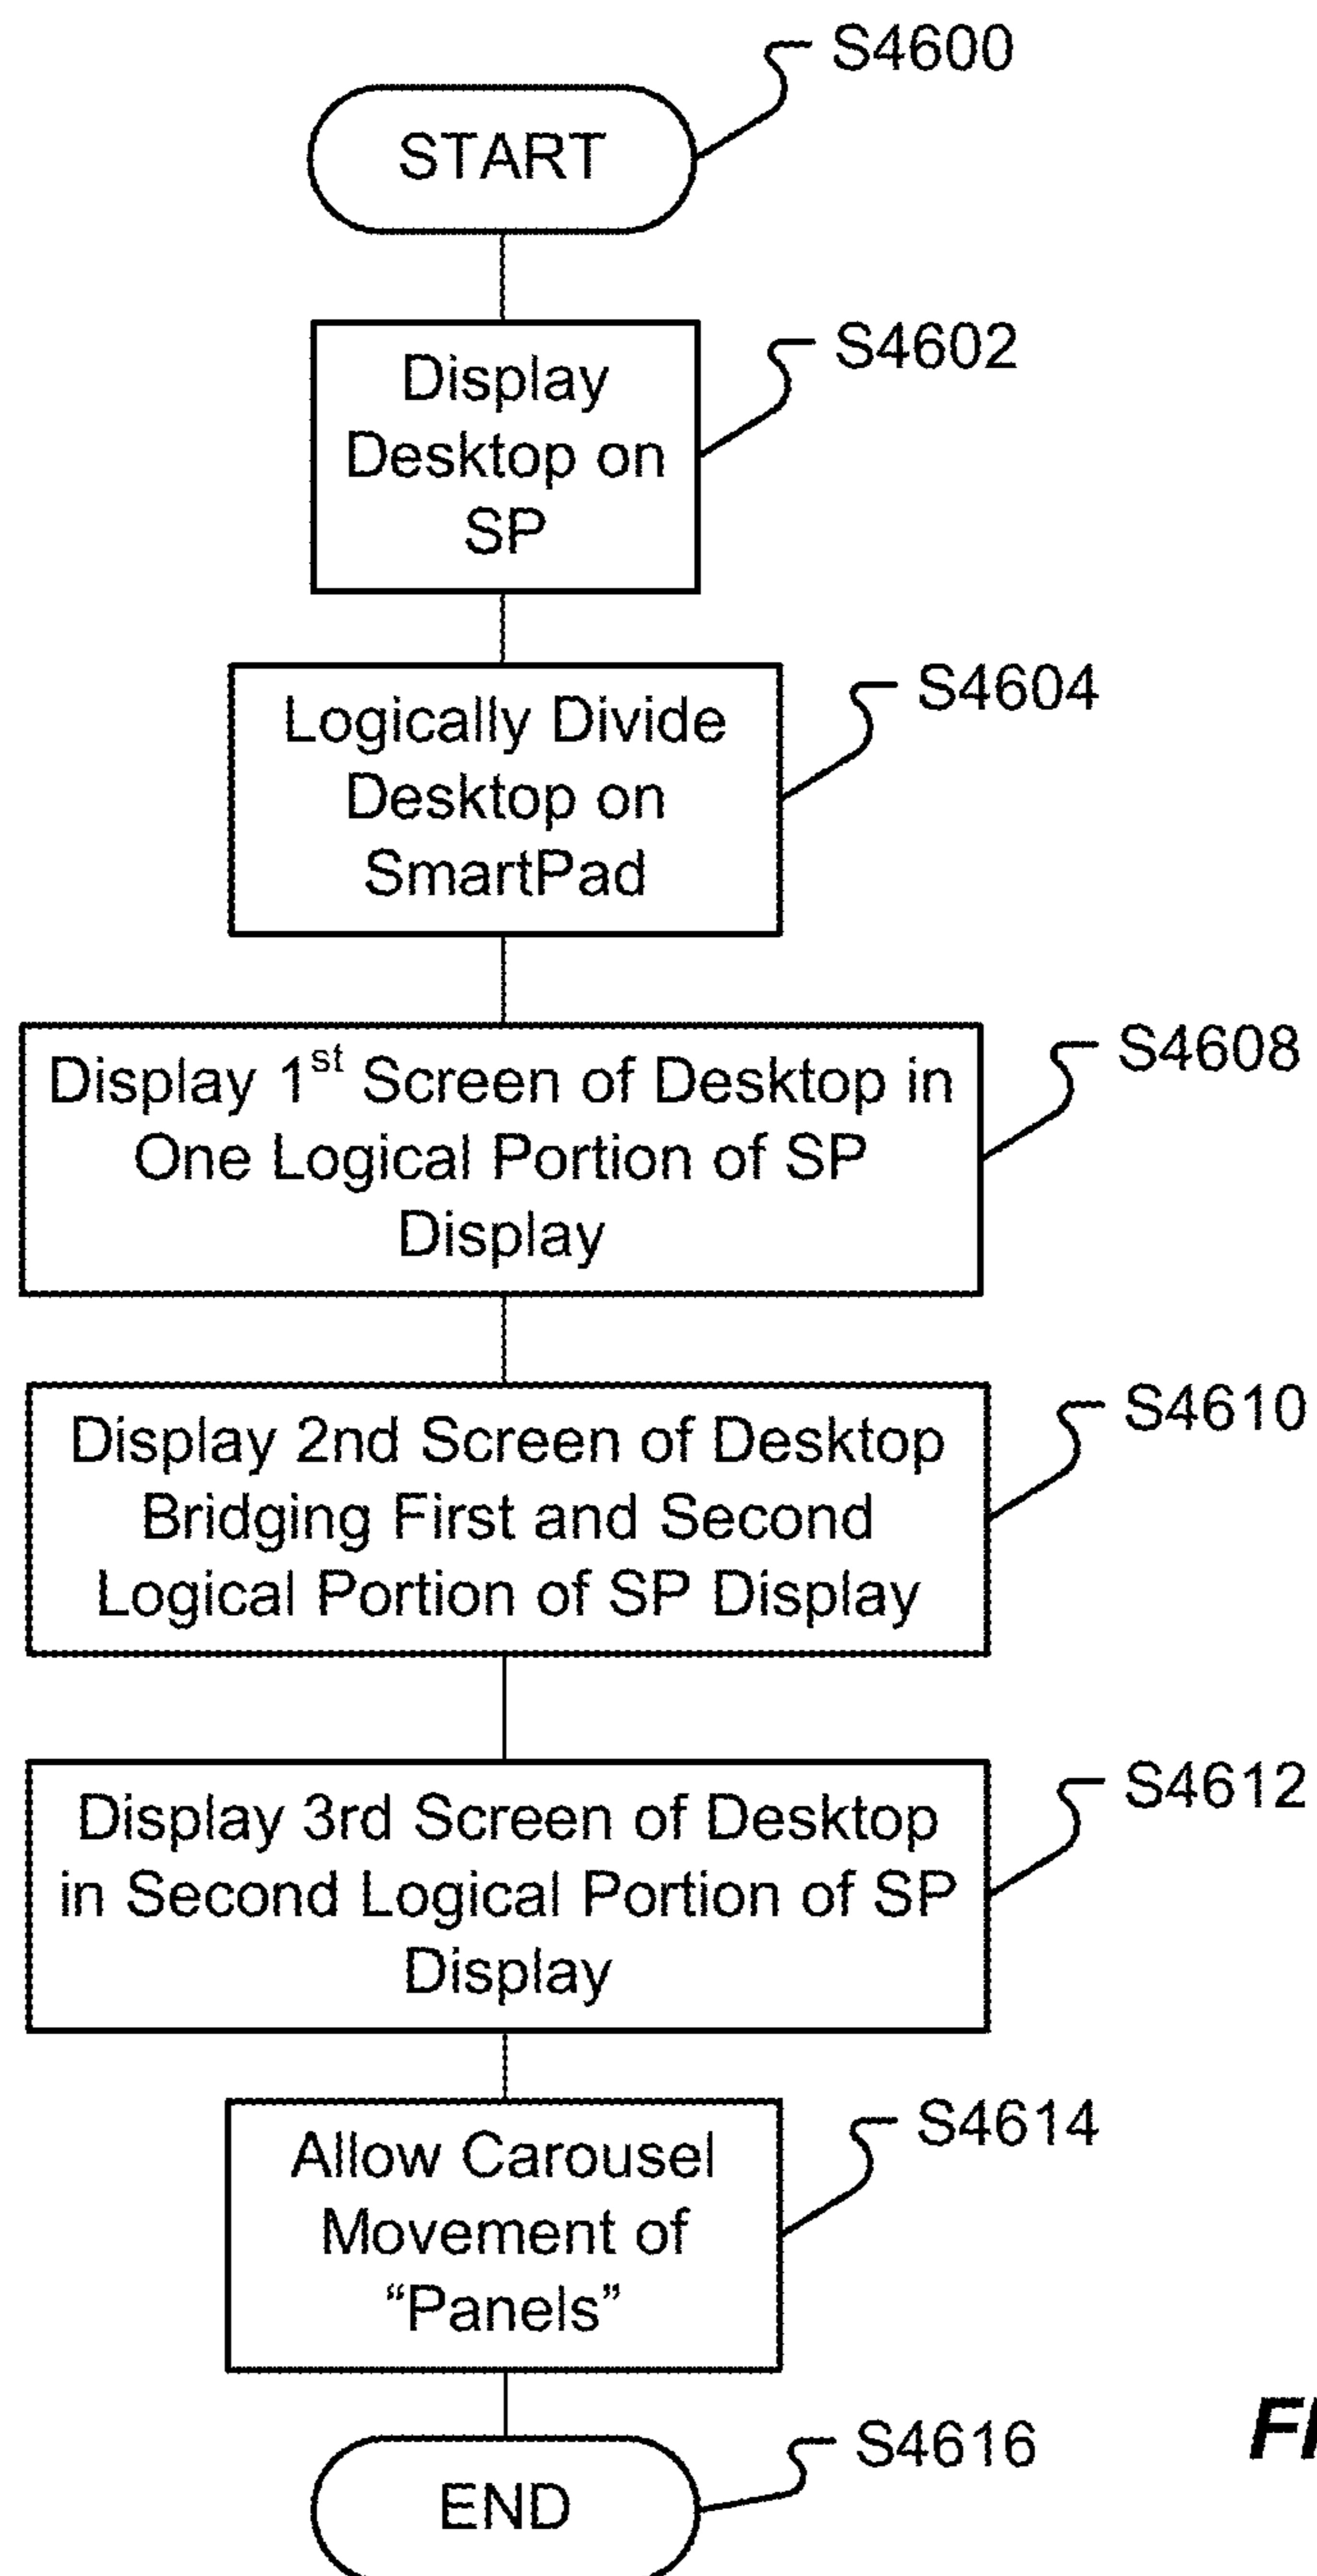 S4600
START
S4602
Display
Desktop on
SP
S4604
Logically Divide
Desktop on
SmartPad
S4608
Display 1st Screen of Desktop in
One Logical Portion of SP
Display
S4610
Display 2nd Screen of Desktop
Bridging First and Second
Logical Portion of SP Display
S4612
Display 3rd Screen of Desktop
in Second Logical Portion of SP
Display
S4614
Allow Carousel
Movement of
“Panels”
S4616
END